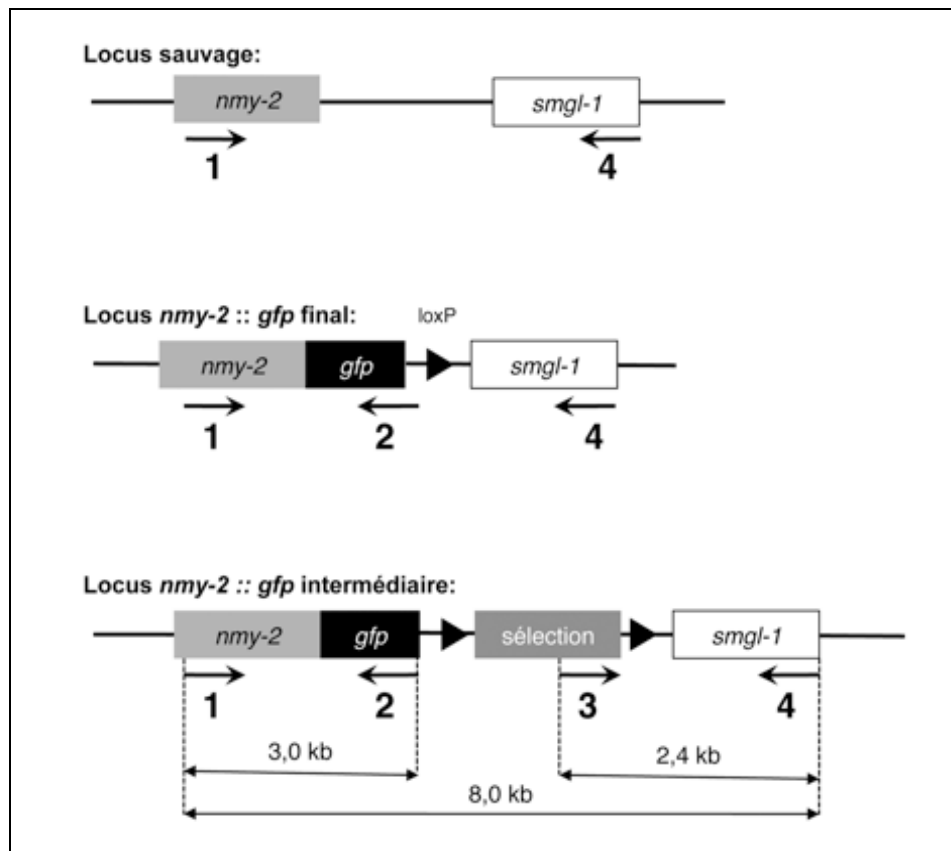 Locus sauvage:
nmy-2 smgl-1
1 4
Locus nmy-2 :: gfp final: loxP
nmy-2 gfp smgl-1
1 2 4
Locus nmy-2 :: gfp intermédiaire:
nmy-2 gfp sélection smgl-1
1 2 3 4
3,0 kb 2,4 kb
8,0 kb